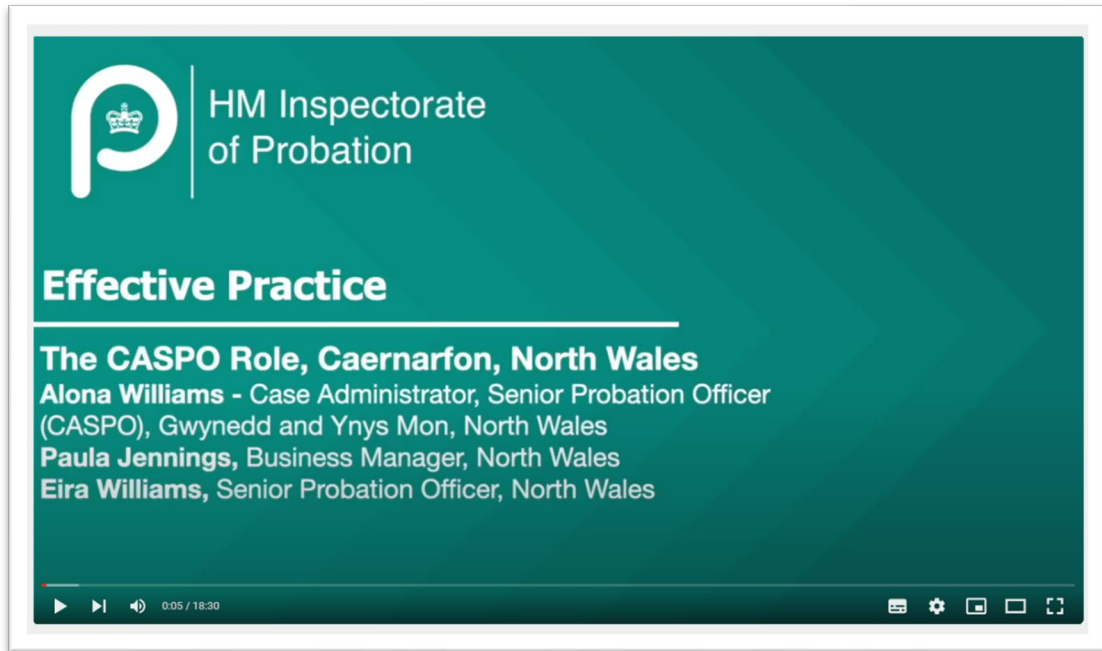 HM Inspectorate
of Probation
Effective Practice
The CASPO Role, Caernarfon, North Wales
Alona Williams - Case Administrator, Senior Probation Officer
(CASPO), Gwynedd and Ynys Mon, North Wales
Paula Jennings, Business Manager, North Wales
Eira Williams, Senior Probation Officer, North Wales
0:05 / 18:30